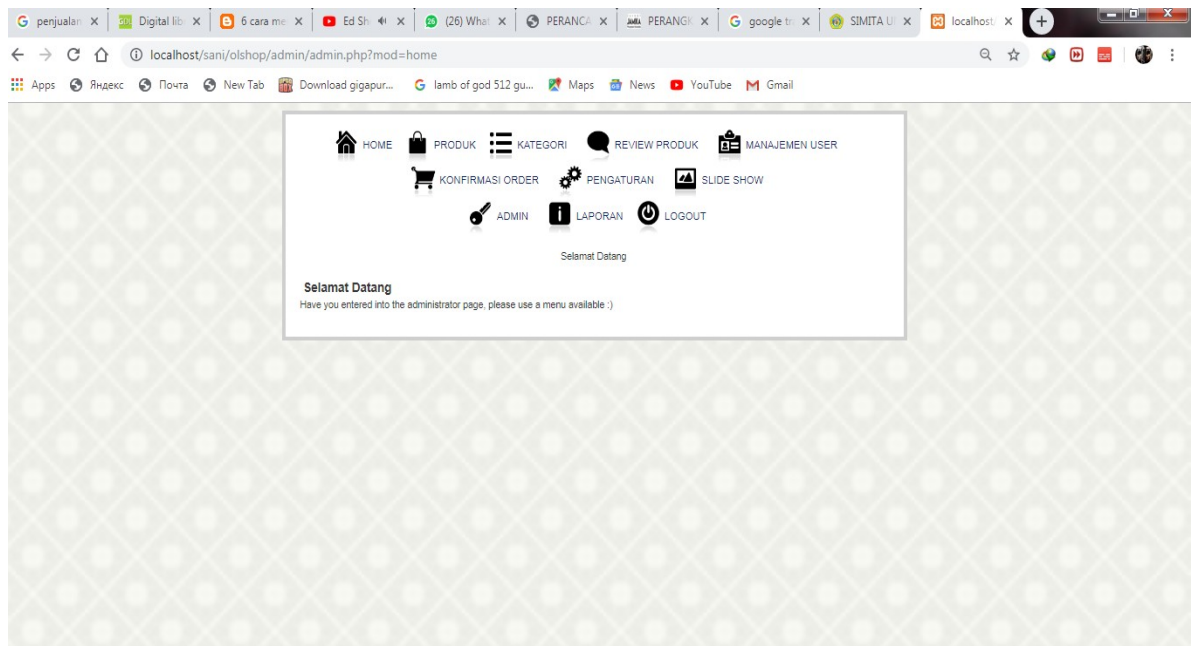 penjualan Digital lib 6 cara me Ed Sh (26) What PERANCA PERANGK google tr SIMITA U localhost/
localhost/sani/olshop/admin/admin.php?mod=home
Apps Яндекс Почта New Tab Download gigapur... lamb of god 512 gu... Maps News YouTube Gmail
HOME PRODUK KATEGORI REVIEW PRODUK MANAJEMEN USER
KONFIRMASI ORDER PENGATURAN SLIDE SHOW
ADMIN LAPORAN LOGOUT
Selamat Datang
Selamat Datang
Have you entered into the administrator page, please use a menu available :)